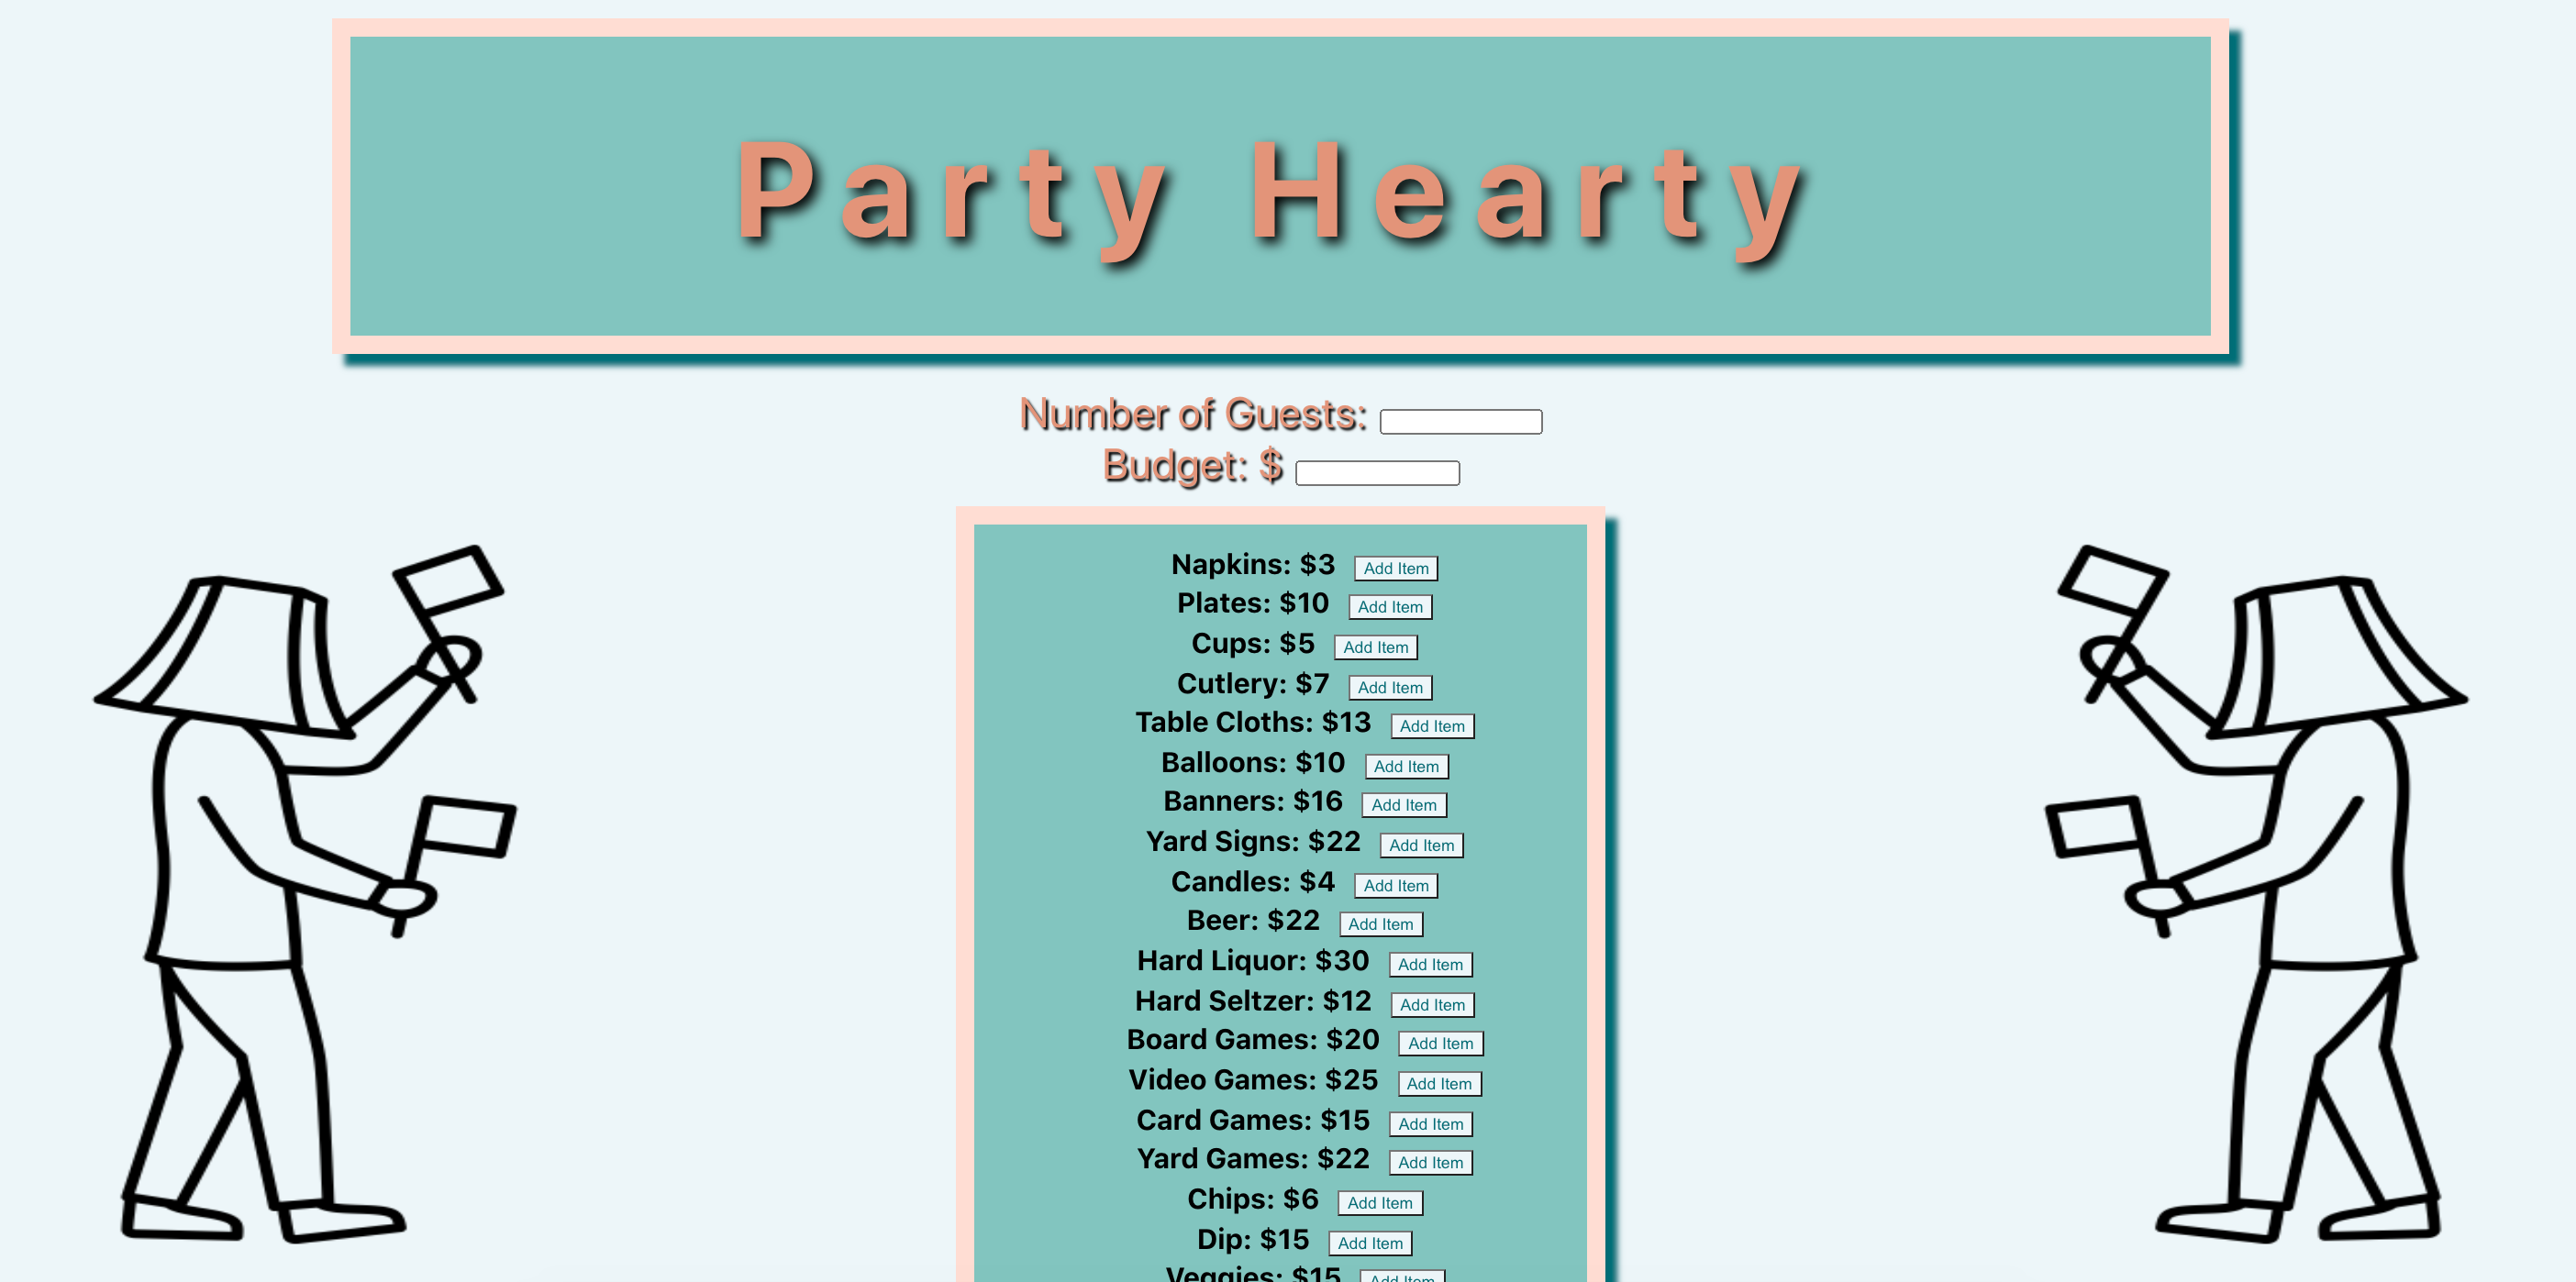 Party Hearty
Number of Guests:
Budget: $
Napkins: $3 Add Item
Plates: $10 Add Item
Cups: $5 Add Item
Cutlery: $7 Add Item
Table Cloths: $13 Add Item
Balloons: $10 Add Item
Banners: $16 Add Item
Yard Signs: $22 Add Item
Candles: $4 Add Item
Beer: $22 Add Item
Hard Liquor: $30 Add Item
Hard Seltzer: $12 Add Item
Board Games: $20 Add Item
Video Games: $25 Add Item
Card Games: $15 Add Item
Yard Games: $22 Add Item
Chips: $6 Add Item
Dip: $15 Add Item
Veggies: $15 Add Item